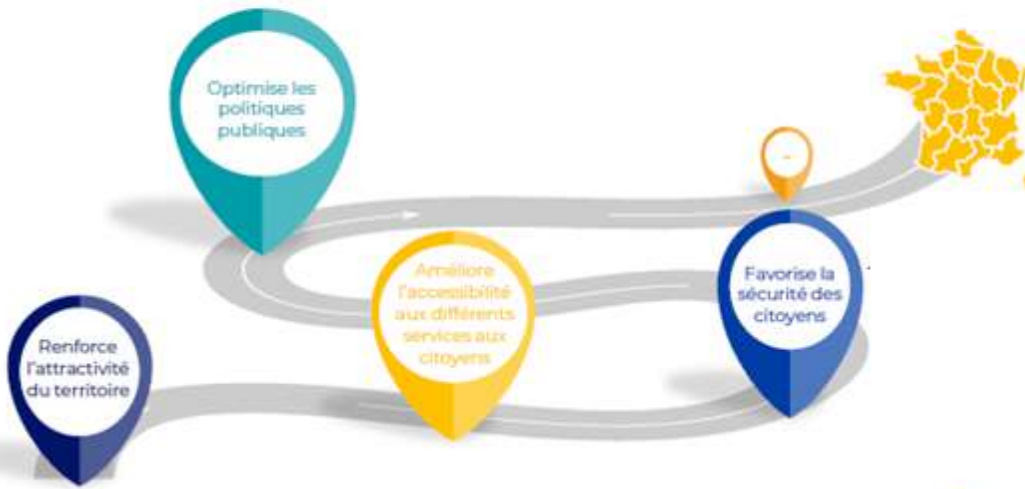 Optimise les
politiques
publiques
Améliore
l'accessibilité
aux différents
services aux
citoyens
Favorise la
sécurité des
citoyens
Renforce
l'attractivité
du territoire